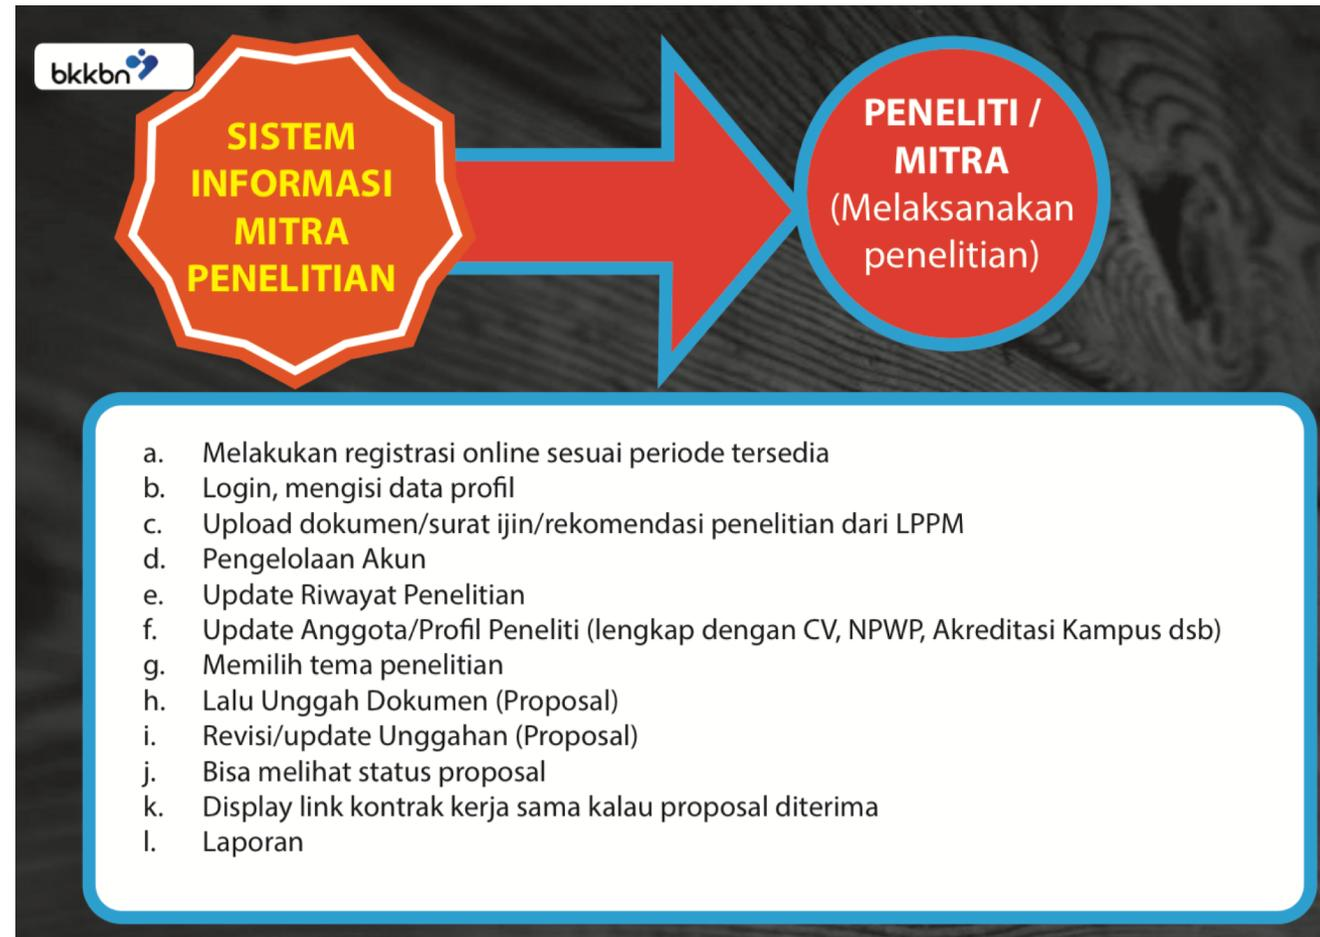 bkkbn
SISTEM
INFORMASI
MITRA
PENELITIAN
PENELITI /
MITRA
(Melaksanakan
penelitian)
a. Melakukan registrasi online sesuai periode tersedia
b. Login, mengisi data profil
c. Upload dokumen/surat ijin/rekomendasi penelitian dari LPPM
d. Pengelolaan Akun
e. Update Riwayat Penelitian
f. Update Anggota/Profil Peneliti (lengkap dengan CV, NPWP, Akreditasi Kampus dsb)
g. Memilih tema penelitian
h. Lalu Unggah Dokumen (Proposal)
i. Revisi/update Unggahan (Proposal)
j. Bisa melihat status proposal
k. Display link kontrak kerja sama kalau proposal diterima
l. Laporan